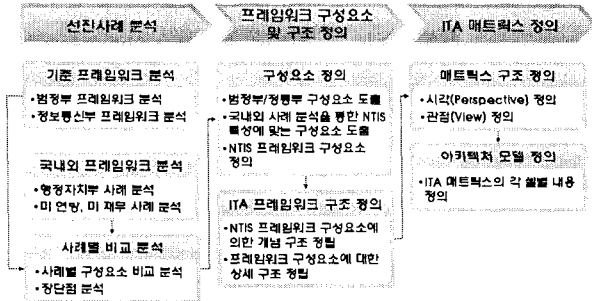 선진사례 분석
기준 프레임워크 분석
•범정부 프레임워크 분석
•정보통신부 프레임워크 분석
국내외 프레임워크 분석
•행정자치부 사례 분석
•미 연방, 미 재무 사례 분석
사례별 비교 분석
•사례별 구성요소 비교 분석
•장단점 분석
프레임워크 구성요소
및 구조 정의
구성요소 정의
•범정부/정통부 구성요소 도출
•국내외 사례 분석을 통한 NTIS
특성에 맞는 구성요소 도출
•NTIS 프레임워크 구성요소
정의
ITA 프레임워크 구조 정의
•NTIS 프레임워크 구성요소에
의한 개념 구조 정립
•프레임워크 구성요소에 대한
상세 구조 정립
ITA 매트릭스 정의
매트릭스 구조 정의
•시각(Perspective) 정의
•관점(View) 정의
아키텍처 모델 정의
•ITA 매트릭스의 각 셀별 내용
정의